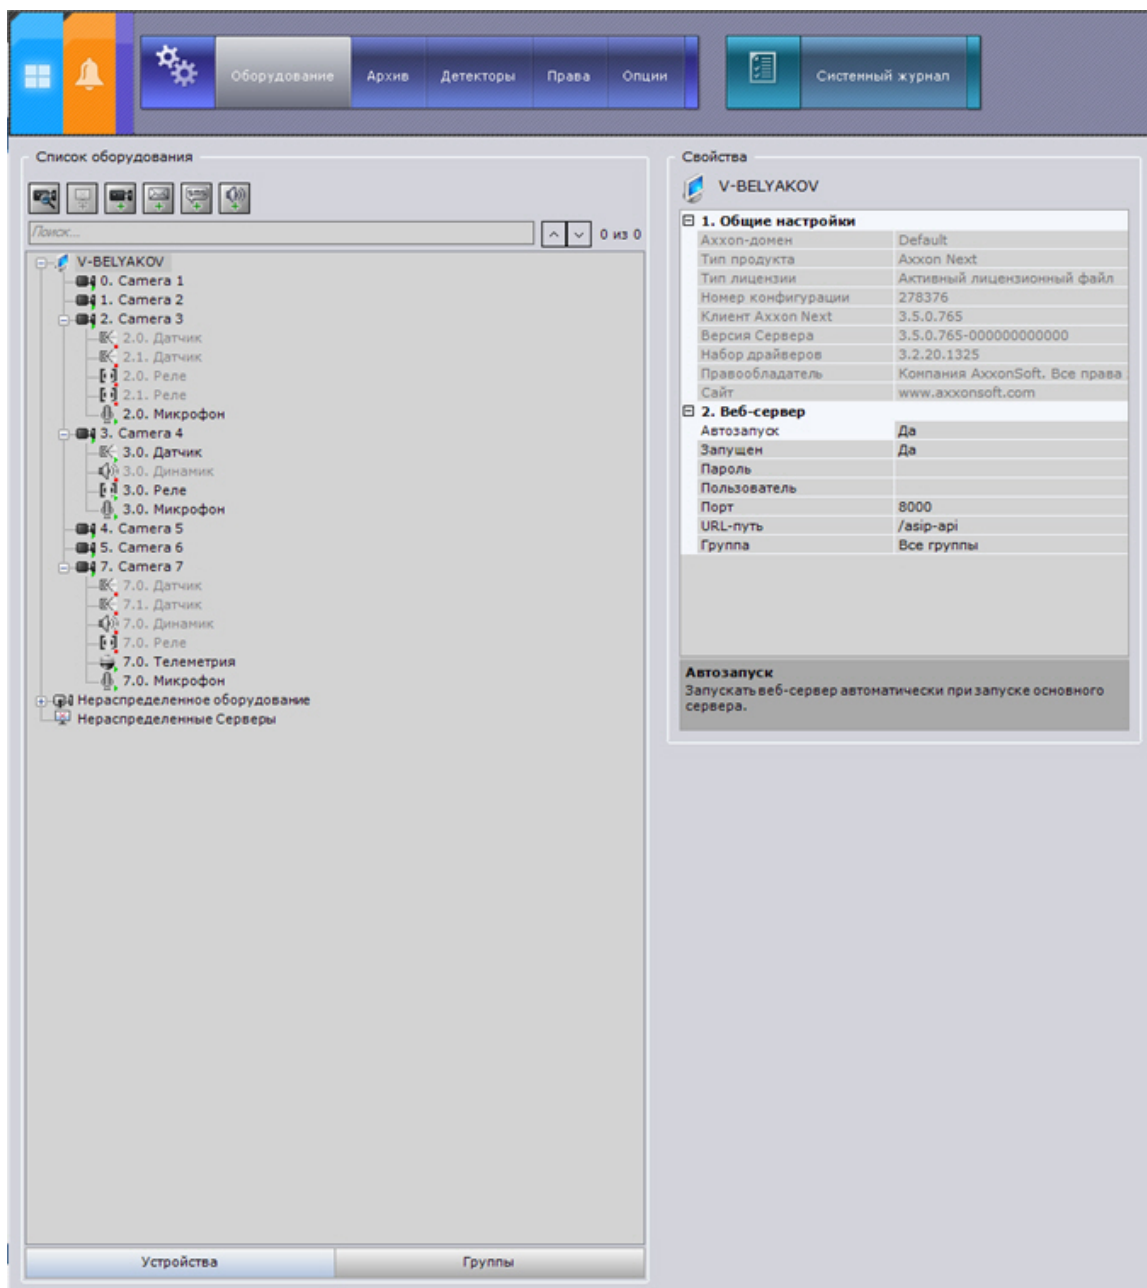 Оборудование Архив Детекторы Права Опции Системный журнал
Список оборудования
Поиск...
0 из 0
V-BELYAKOV
0. Camera 1
1. Camera 2
2. Camera 3
2.0. Датчик
2.1. Датчик
2.0. Реле
2.1. Реле
2.0. Микрофон
3. Camera 4
3.0. Датчик
3.0. Динамик
3.0. Реле
3.0. Микрофон
4. Camera 5
5. Camera 6
7. Camera 7
7.0. Датчик
7.1. Датчик
7.0. Динамик
7.0. Реле
7.0. Телеметрия
7.0. Микрофон
Нераспределенное оборудование
Нераспределенные Серверы
Устройства Группы
Свойства
V-BELYAKOV
1. Общие настройки
Axxon-домен Default
Тип продукта Axxon Next
Тип лицензии Активный лицензионный файл
Номер конфигурации 278376
Клиент Axxon Next 3.5.0.765
Версия Сервера 3.5.0.765-000000000000
Набор драйверов 3.2.20.1325
Правообладатель Компания AxxonSoft. Все права
Сайт www.axxonsoft.com
2. Веб-сервер
Автозапуск Да
Запущен Да
Пароль
Пользователь
Порт 8000
URL-путь /asip-api
Группа Все группы
Автозапуск
Запускать веб-сервер автоматически при запуске основного
сервера.